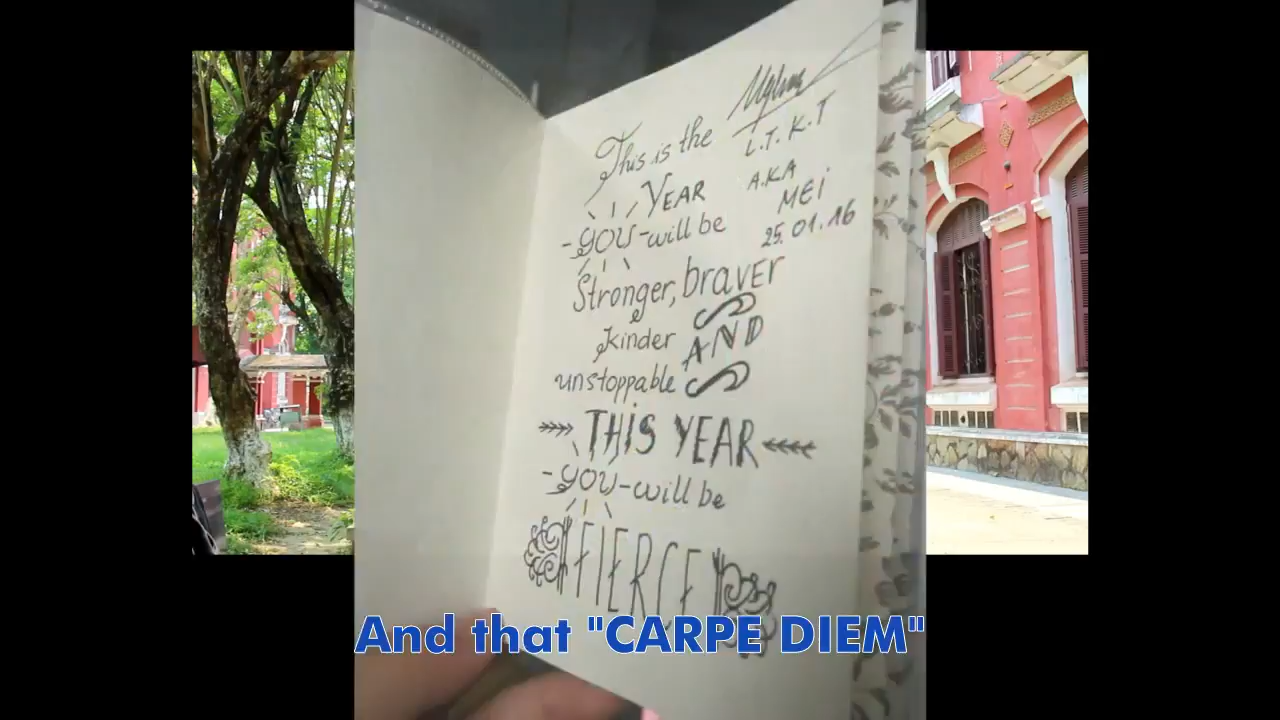 This is the
YEAR
-you-will be
Stronger, braver
kinder AND
unstoppable
THIS YEAR
-you-will be
FIERCE
L.T.K.T
A.K.A
MEi
25.01.16
And that "CARPE DIEM"